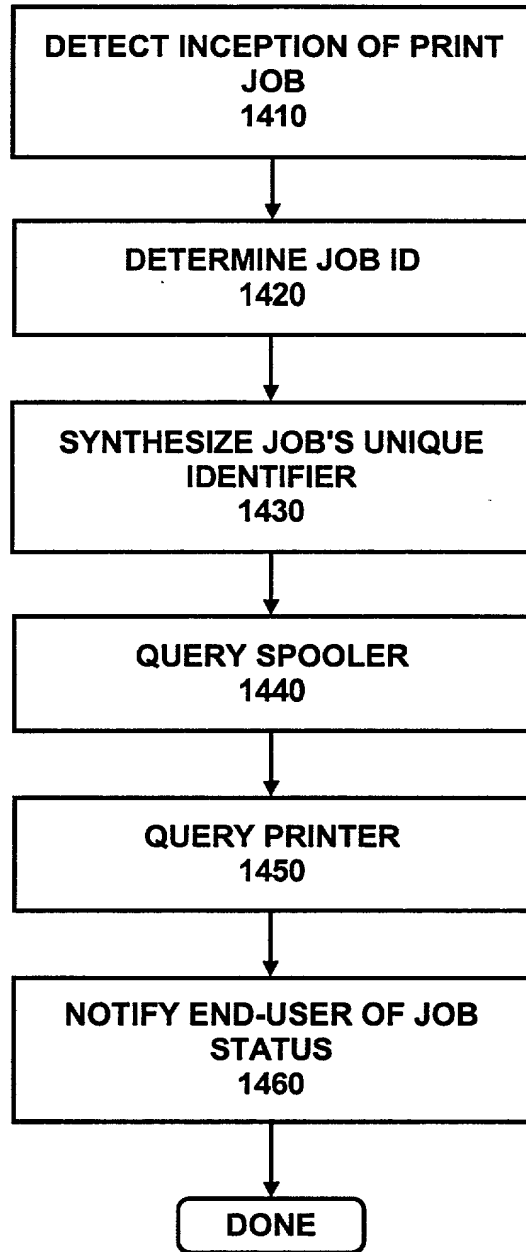 DETECT INCEPTION OF PRINT
JOB
1410
DETERMINE JOB ID
1420
SYNTHESIZE JOB'S UNIQUE
IDENTIFIER
1430
QUERY SPOOLER
1440
QUERY PRINTER
1450
NOTIFY END-USER OF JOB
STATUS
1460
DONE